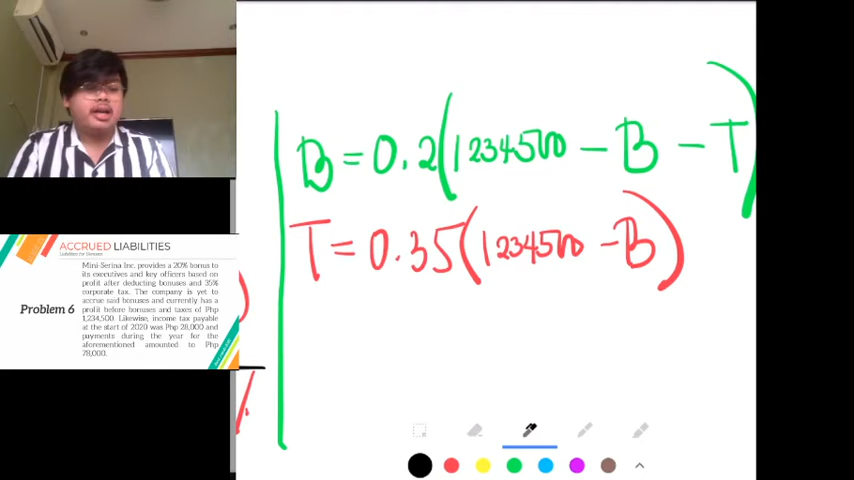 B = 0.2(1234500 - B - T)
T = 0.35(1234500 - B)
ACCRUED LIABILITIES
Liabilities for Bonuses
Problem 6
Mini-Serina Inc. provides a 20% bonus to
its executives and key officers based on
profit after deducting bonuses and 35%
corporate tax. The company is yet to
accrue said bonuses and currently has a
profit before bonuses and taxes of Php
1,234,500. Likewise, income tax payable
at the start of 2020 was Php 28,000 and
payments during the year for the
aforementioned amounted to Php
78,000.